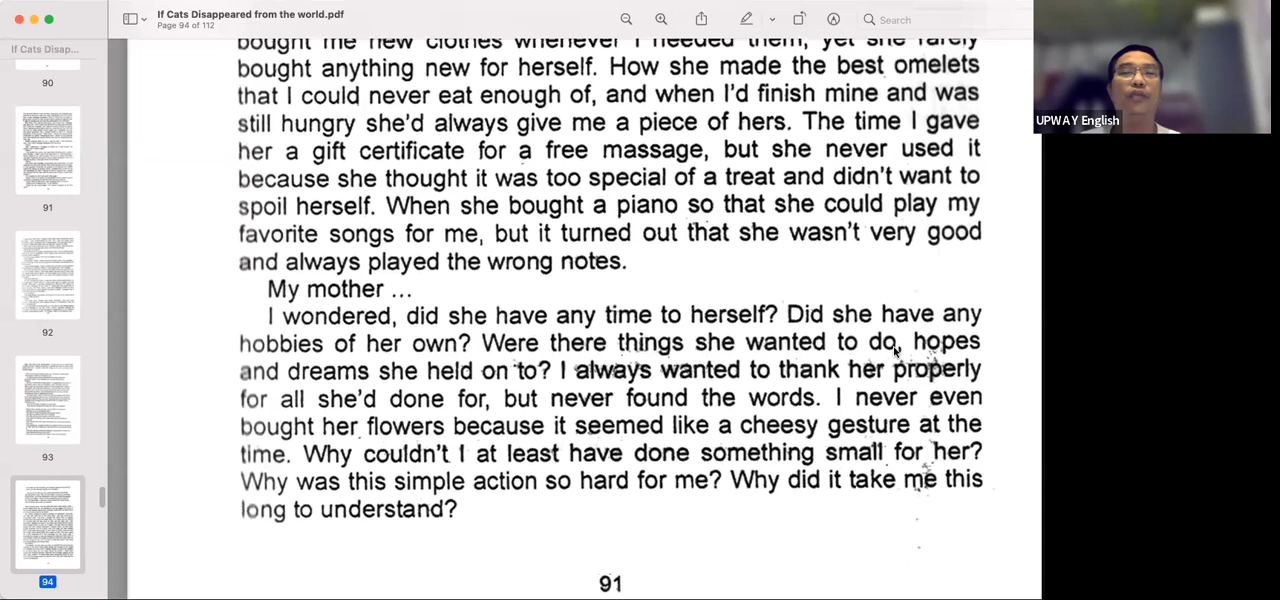 If Cats Disappeared from the world.pdf
Page 94 of 112
Search
If Cats Disap...
90
91
92
93
94
UPWAY English
bought me new clothes whenever I needed them, yet she rarely
bought anything new for herself. How she made the best omelets
that I could never eat enough of, and when I'd finish mine and was
still hungry she'd always give me a piece of hers. The time I gave
her a gift certificate for a free massage, but she never used it
because she thought it was too special of a treat and didn't want to
spoil herself. When she bought a piano so that she could play my
favorite songs for me, but it turned out that she wasn't very good
and always played the wrong notes.
My mother ...
I wondered, did she have any time to herself? Did she have any
hobbies of her own? Were there things she wanted to do, hopes
and dreams she held on to? I always wanted to thank her properly
for all she'd done for, but never found the words. I never even
bought her flowers because it seemed like a cheesy gesture at the
time. Why couldn't I at least have done something small for her?
Why was this simple action so hard for me? Why did it take me this
long to understand?
91